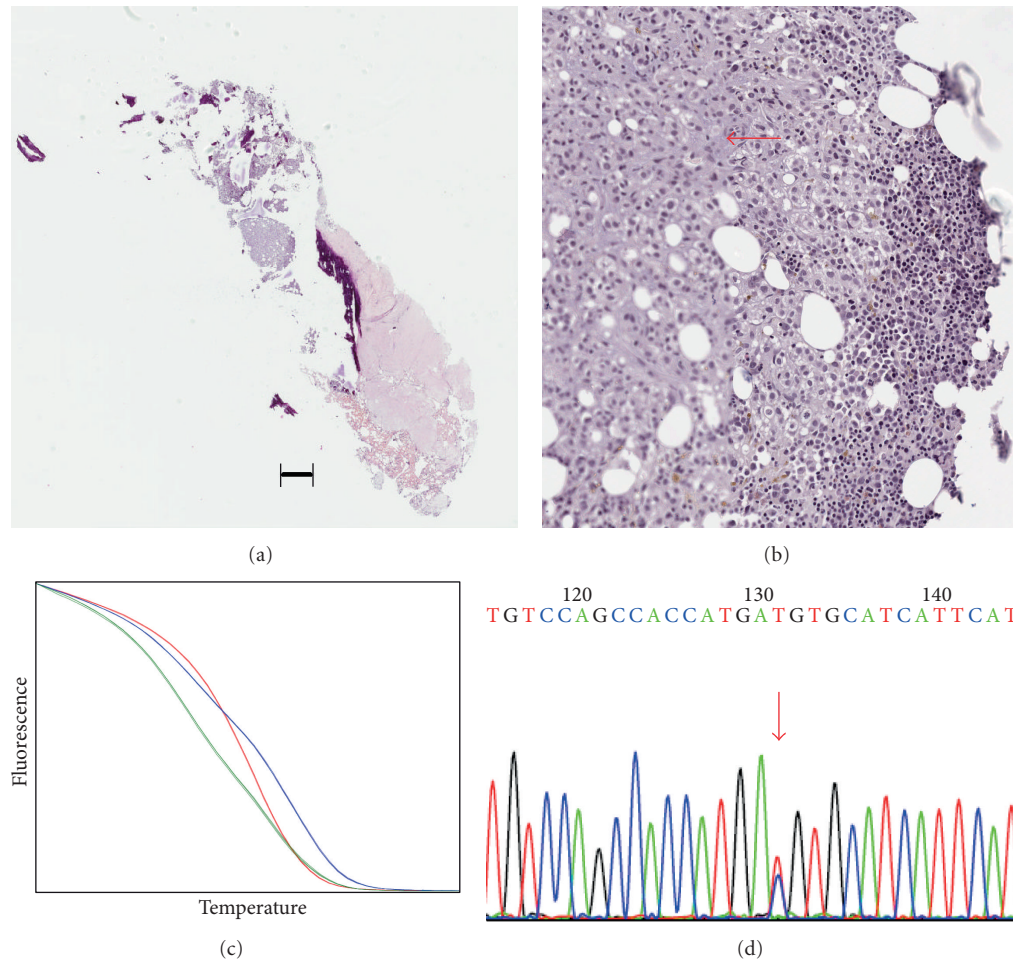 (a)
(b)
Fluorescence
Temperature
(c)
120 130 140
TGTCCAGCCACCATGATGTGCATCATTCAT
(d)